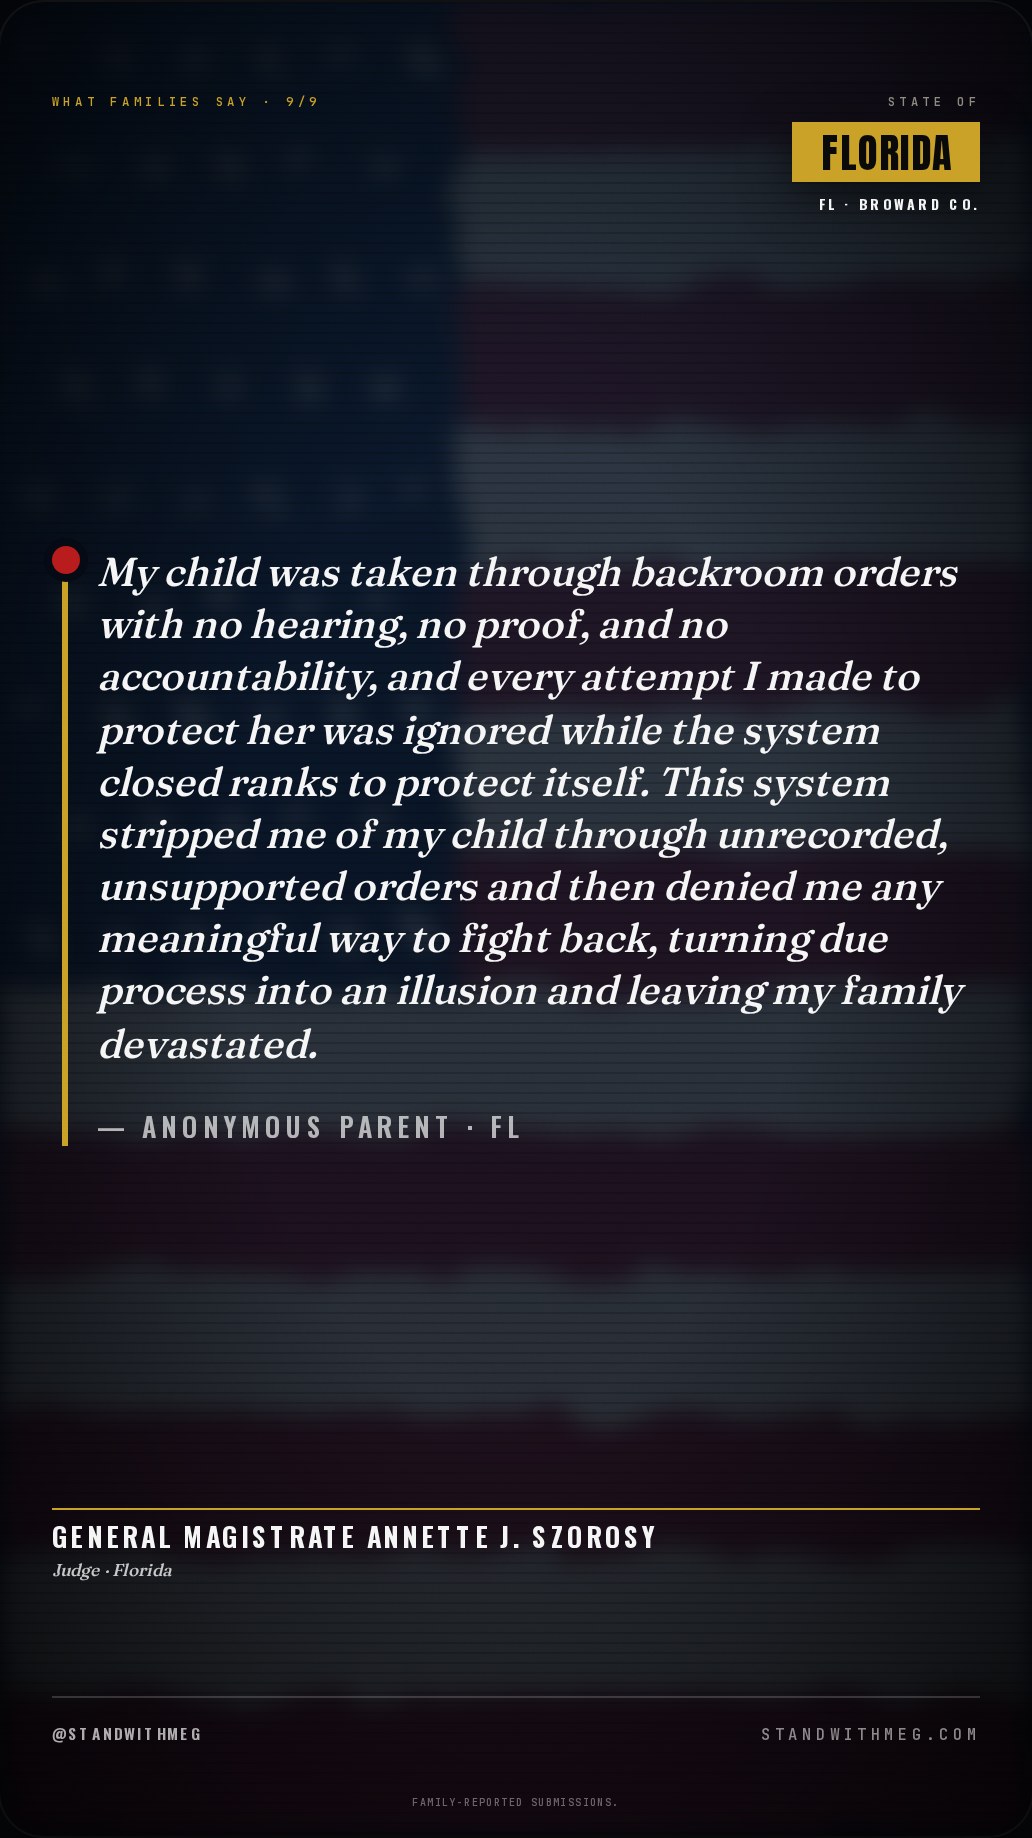 WHAT FAMILIES SAY · 9/9
STATE OF
FLORIDA
FL · BROWARD CO.
My child was taken through backroom orders
with no hearing, no proof, and no
accountability, and every attempt I made to
protect her was ignored while the system
closed ranks to protect itself. This system
stripped me of my child through unrecorded,
unsupported orders and then denied me any
meaningful way to fight back, turning due
process into an illusion and leaving my family
devastated.
— ANONYMOUS PARENT · FL
GENERAL MAGISTRATE ANNETTE J. SZOROSY
Judge · Florida
@STANDWITHMEG
STANDWITHMEG.COM
FAMILY-REPORTED SUBMISSIONS.